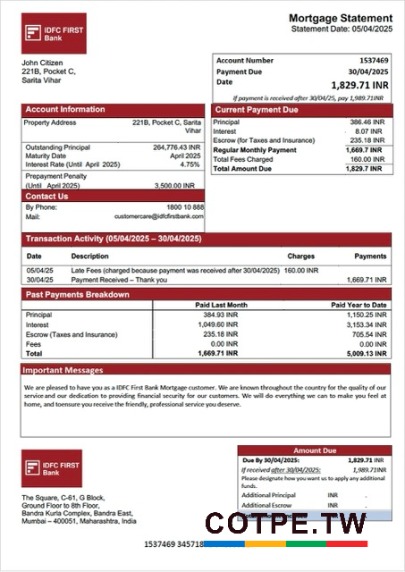 IDFC FIRST
Bank
Mortgage Statement
Statement Date: 05/04/2025
John Citizen
221B, Pocket C,
Sarita Vihar
Account Number 1537469
Payment Due 30/04/2025
Date 1,829.71 INR
if payment is received after 30/04/25, pay 1,989.71INR
Account Information
Property Address 221B, Pocket C, Sarita
Vihar
Outstanding Principal 264,776.43 INR
Maturity Date April 2025
Interest Rate (Until April 2025) 4.75%
Prepayment Penalty
(Until April 2025) 3,500.00 INR
Contact Us
By Phone: 1800 10 888
Mail: customercare@idfcfirstbank.com
Current Payment Due
Principal 386.46 INR
Interest 8.07 INR
Escrow (for Taxes and Insurance) 235.18 INR
Regular Monthly Payment 1,669.7 INR
Total Fees Charged 160.00 INR
Total Amount Due 1,829.7 INR
Transaction Activity (05/04/2025 – 30/04/2025)
Date Description Charges Payments
05/04/25 Late Fees (charged because payment was received after 30/04/2025) 160.00 INR
30/04/25 Payment Received – Thank you 1,669.71 INR
Past Payments Breakdown
Paid Last Month Paid Year to Date
Principal 384.93 INR 1,150.25 INR
Interest 1,049.60 INR 3,153.34 INR
Escrow (Taxes and Insurance) 235.18 INR 705.54 INR
Fees 0.00 INR 0.00 INR
Total 1,669.71 INR 5,009.13 INR
Important Messages
We are pleased to have you as a IDFC First Bank Mortgage customer. We are known throughout the country for the quality of our
service and our dedication to providing financial security for our customers. We will do everything we can to make you feel at
home, and toensure you receive the friendly, professional service you deserve.
IDFC FIRST
Bank
The Square, C-61, G Block,
Ground Floor to 8th Floor,
Bandra Kurla Complex, Bandra East,
Mumbai – 400051, Maharashtra, India
Amount Due
Due By 30/04/2025: 1,829.71 INR
If received after 30/04/2025: 1,989.71INR
Please designate how you want us to apply any additional
funds.
Additional Principal INR .
Additional Escrow INR .
COTPE.TW
1537469 345718